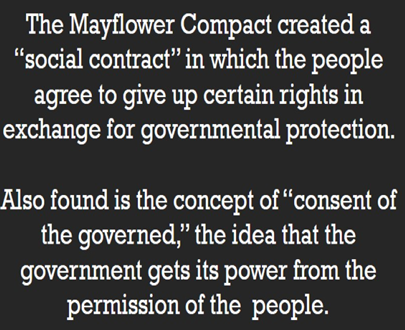 The Mayflower Compact created a
“social contract” in which the people
agree to give up certain rights in
exchange for governmental protection.
Also found is the concept of “consent of
the governed,” the idea that the
government gets its power from the
permission of the people.